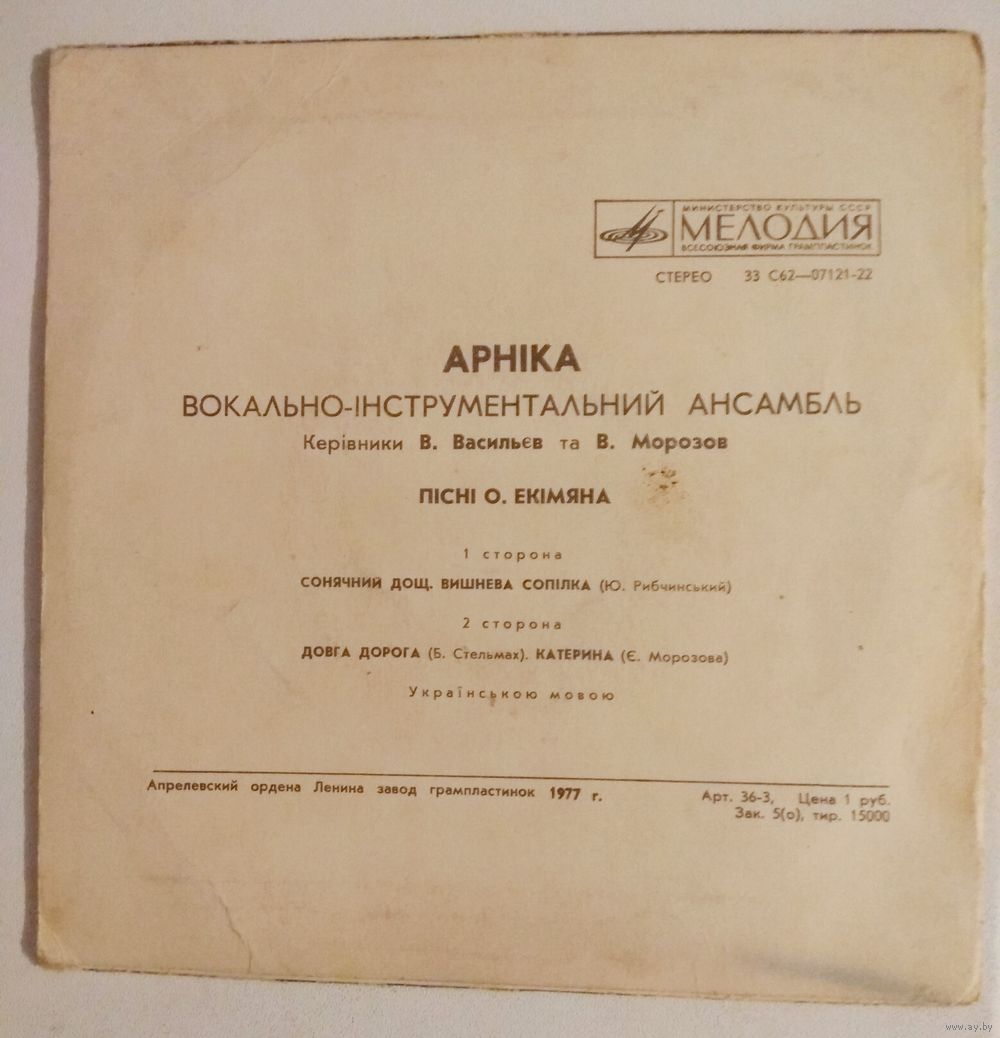 МИНИСТЕРСТВО КУЛЬТУРЫ СССР
МЕЛОДИЯ
ВСЕСОЮЗНАЯ ФИРМА ГРАМПЛАСТИНОК
СТЕРЕО 33 С62—07121-22
АРНІКА
ВОКАЛЬНО-ІНСТРУМЕНТАЛЬНИЙ АНСАМБЛЬ
Керівники В. Васильєв та В. Морозов
ПІСНІ О. ЕКІМЯНА
1 сторона
СОНЯЧНИЙ ДОЩ. ВИШНЕВА СОПІЛКА (Ю. Рибчинський)
2 сторона
ДОВГА ДОРОГА (Б. Стельмах). КАТЕРИНА (Є. Морозова)
Українською мовою
Апрелевский ордена Ленина завод грампластинок 1977 г.
Арт. 36-3, Цена 1 руб.
Зак. 5(о), тир. 15000
www.ay.by